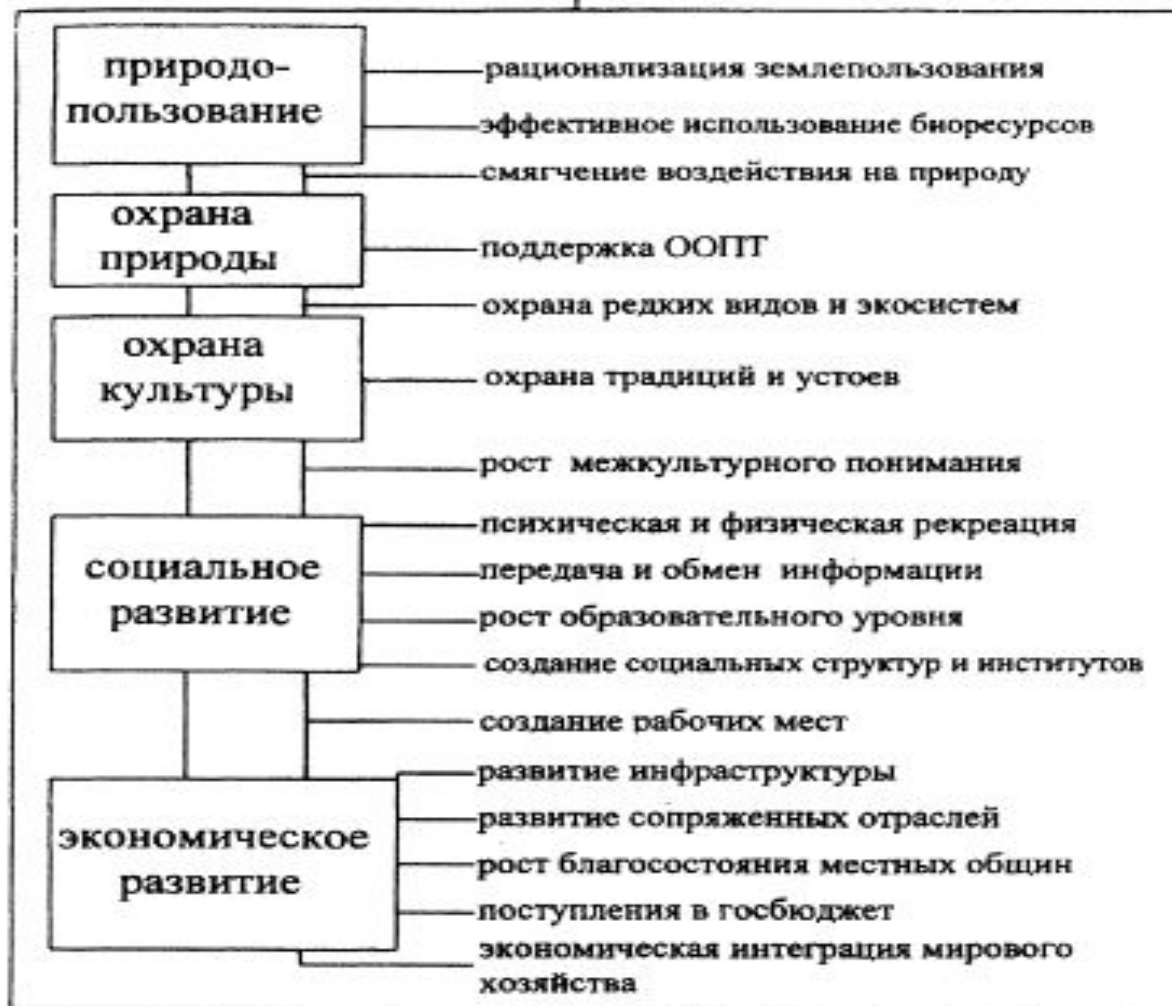 природо-
пользование
рационализация землепользования
эффективное использование биоресурсов
смягчение воздействия на природу
охрана
природы
поддержка ООПТ
охрана редких видов и экосистем
охрана
культуры
охрана традиций и устоев
рост межкультурного понимания
социальное
развитие
психическая и физическая рекреация
передача и обмен информации
рост образовательного уровня
создание социальных структур и институтов
создание рабочих мест
экономическое
развитие
развитие инфраструктуры
развитие сопряженных отраслей
рост благосостояния местных общин
поступления в госбюджет
экономическая интеграция мирового
хозяйства